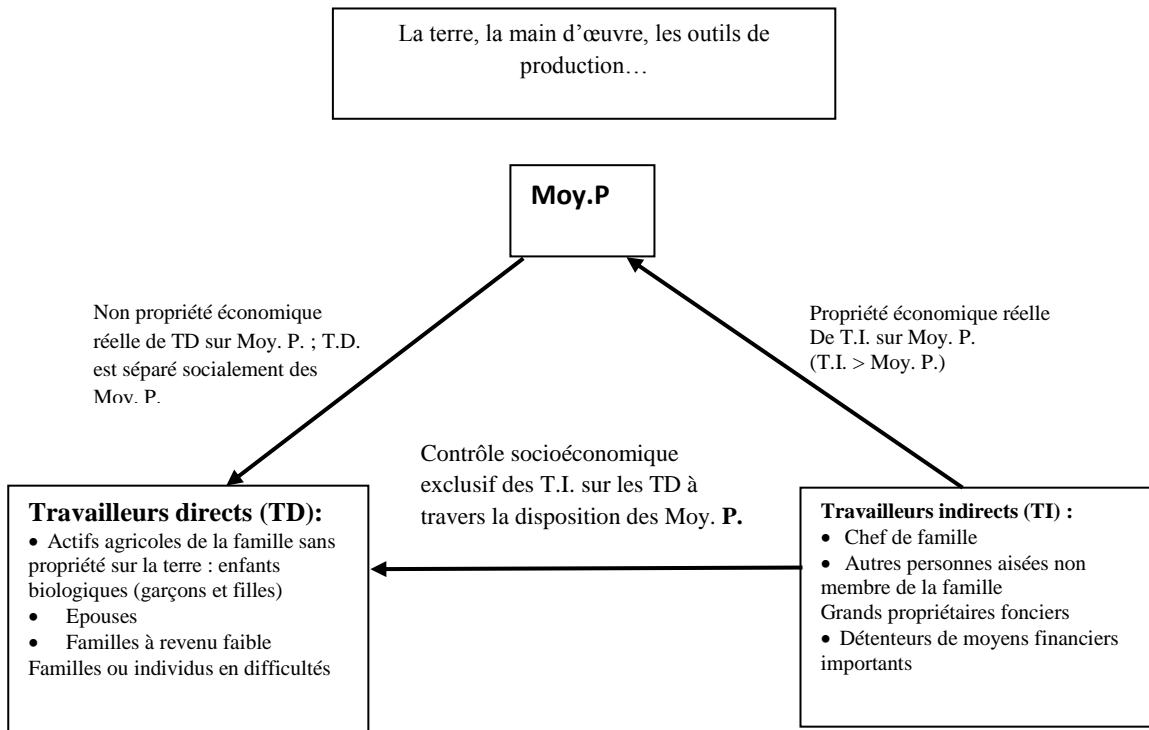 La terre, la main d’œuvre, les outils de
production…
Moy.P
Non propriété économique
réelle de TD sur Moy. P. ; T.D.
est séparé socialement des
Moy. P.
Propriété économique réelle
De T.I. sur Moy. P.
(T.I. > Moy. P.)
Contrôle socioéconomique
exclusif des T.I. sur les TD à
travers la disposition des Moy. P.
Travailleurs directs (TD):
• Actifs agricoles de la famille sans
propriété sur la terre : enfants
biologiques (garçons et filles)
• Epouses
• Familles à revenu faible
Familles ou individus en difficultés
Travailleurs indirects (TI) :
• Chef de famille
• Autres personnes aisées non
membre de la famille
Grands propriétaires fonciers
• Détenteurs de moyens financiers
importants